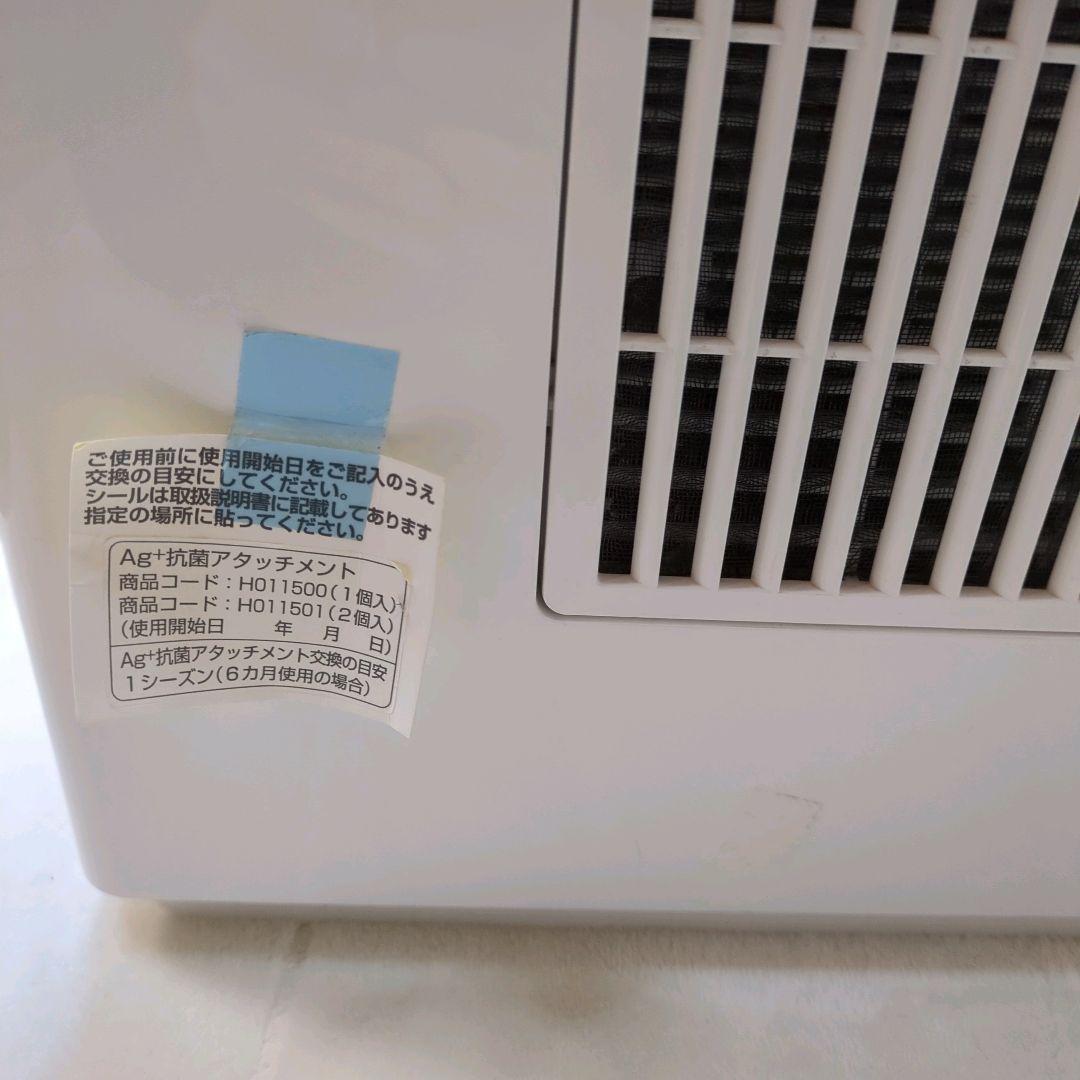 ご使用前に使用開始日をご記入のうえ
交換の目安にしてください。
シールは取扱説明書に記載してあります
指定の場所に貼ってください。
Ag+抗菌アタッチメント
商品コード：H011500(1個入)
商品コード：H011501(2個入)
(使用開始日　　年　月　日)
Ag+抗菌アタッチメント交換の目安
1シーズン(6カ月使用の場合)